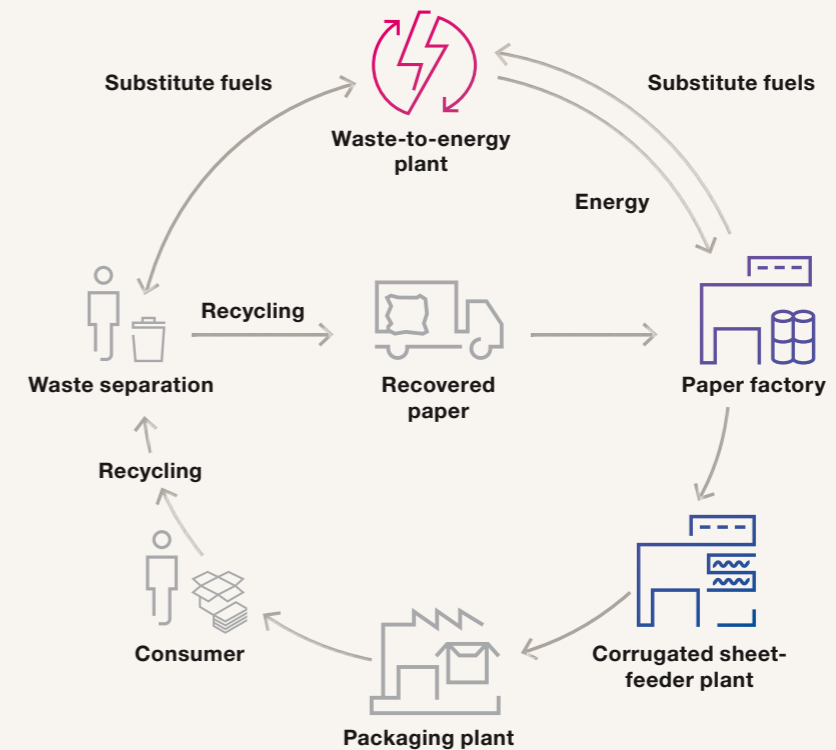 Substitute fuels
Substitute fuels
Waste-to-energy
plant
Energy
Recycling
Waste separation
Recovered
paper
Paper factory
Recycling
Consumer
Corrugated sheet-
feeder plant
Packaging plant